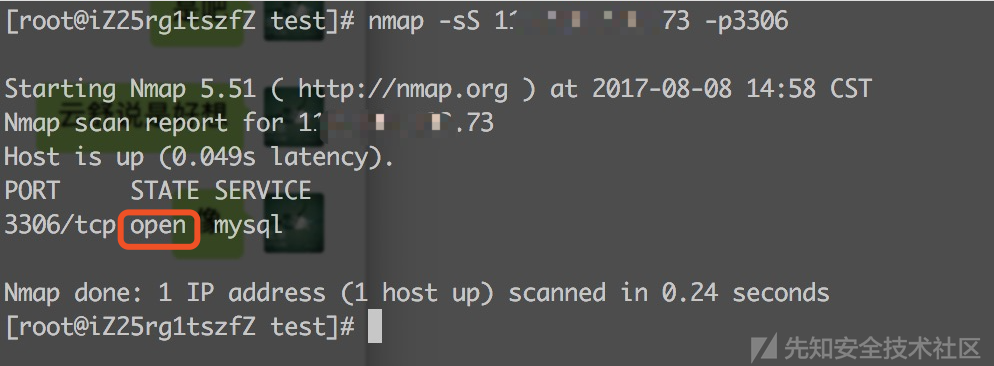 [root@iZ25rg1tszfZ test]# nmap -sS 1 73 -p3306
Starting Nmap 5.51 ( http://nmap.org ) at 2017-08-08 14:58 CST
Nmap scan report for 1 .73
Host is up (0.049s latency).
PORT STATE SERVICE
3306/tcp open mysql
Nmap done: 1 IP address (1 host up) scanned in 0.24 seconds
[root@iZ25rg1tszfZ test]#
先知安全技术社区